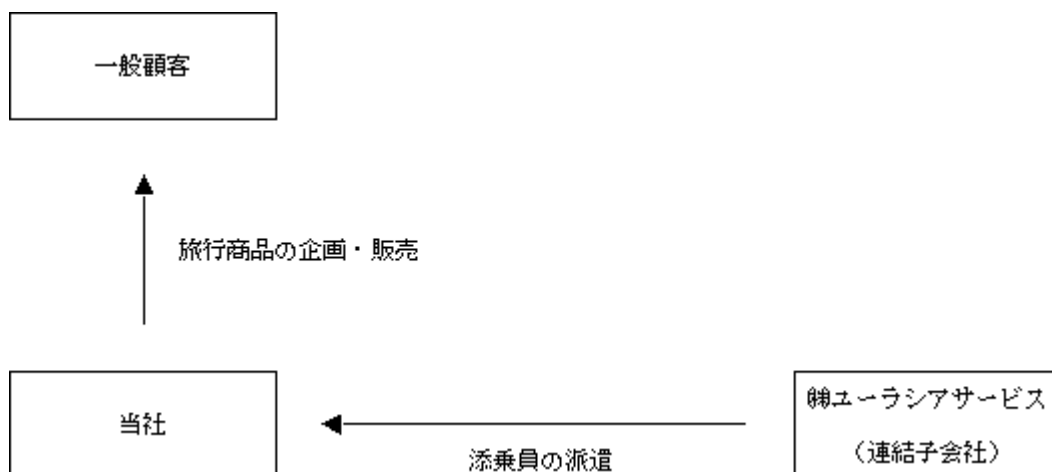 一般顧客
旅行商品の企画・販売
当社
添乗員の派遣
㈱ユーラシアサービス
（連結子会社）